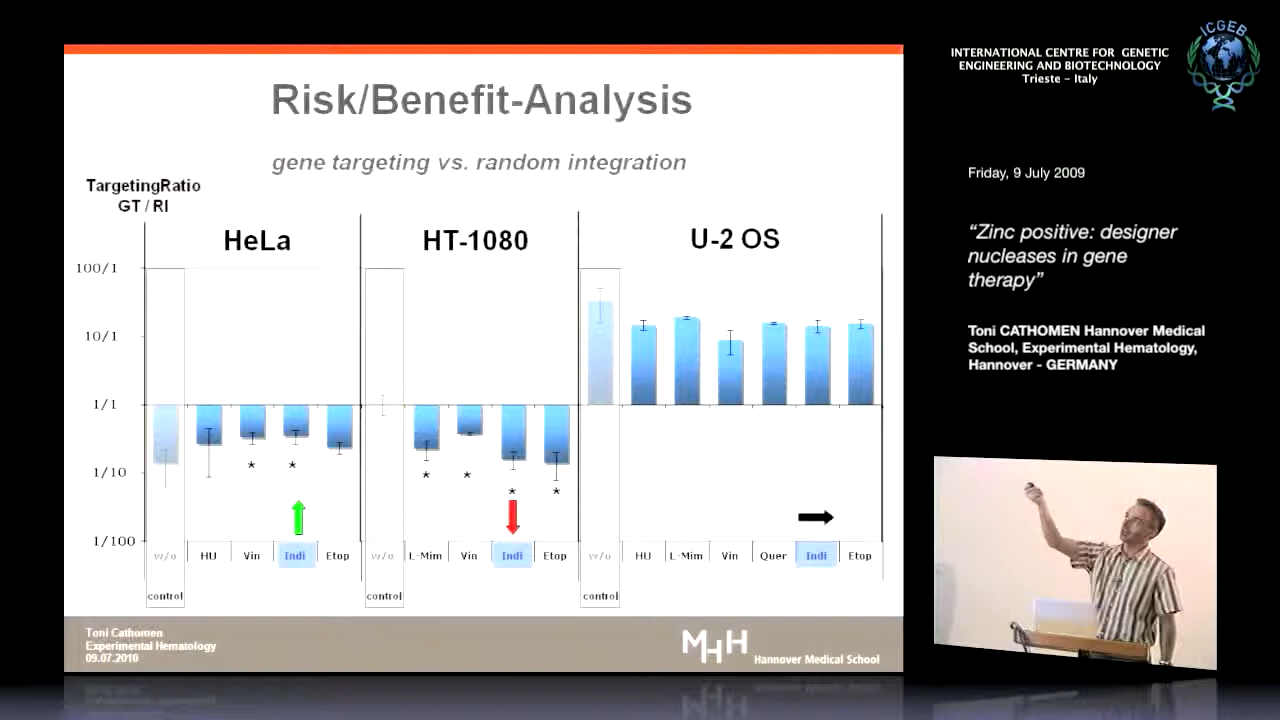 Risk/Benefit-Analysis
gene targeting vs. random integration
TargetingRatio
GT / RI
HeLa
HT-1080
U-2 OS
100/1
10/1
1/1
1/10
1/100
* *
* * * *
w/o HU Vin Indi Etop w/o L-Mim Vin Indi Etop w/o HU L-Mim Vin Quer Indi Etop
control control control
Toni Cathomen
Experimental Hematology
09.07.2010
MHH Hannover Medical School
INTERNATIONAL CENTRE FOR GENETIC
ENGINEERING AND BIOTECHNOLOGY
Trieste - Italy
ICGEB
Friday, 9 July 2009
“Zinc positive: designer
nucleases in gene
therapy”
Toni CATHOMEN Hannover Medical
School, Experimental Hematology,
Hannover - GERMANY